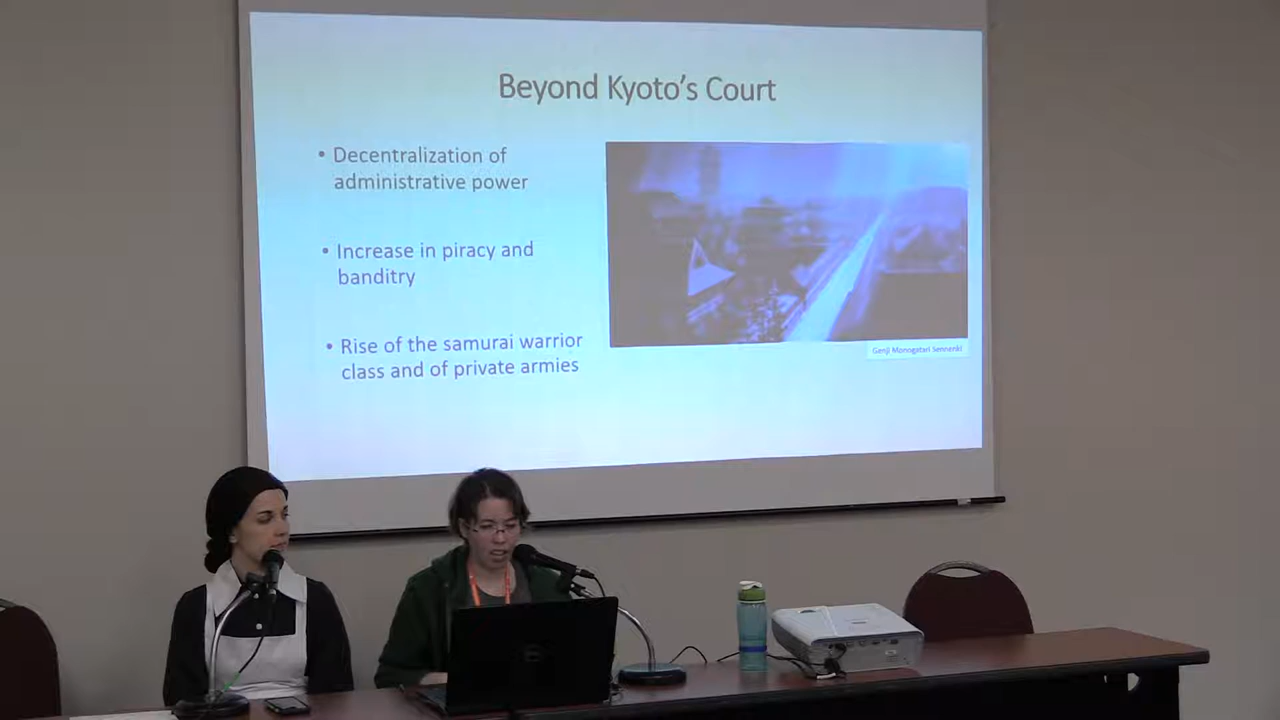 Beyond Kyoto's Court
• Decentralization of
administrative power
• Increase in piracy and
banditry
• Rise of the samurai warrior
class and of private armies
Genji Monogatari Sennenki
DELL